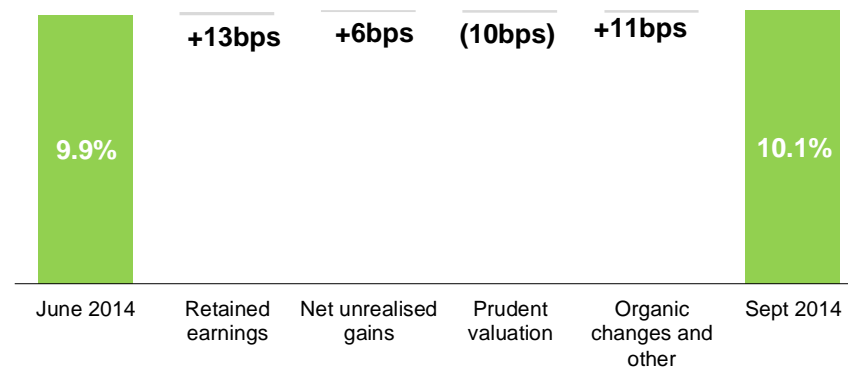 +13bps
+6bps
(10bps)
+11bps
9.9%
10.1%
June 2014
Retained
earnings
Net unrealised
gains
Prudent
valuation
Organic
changes and
other
Sept 2014